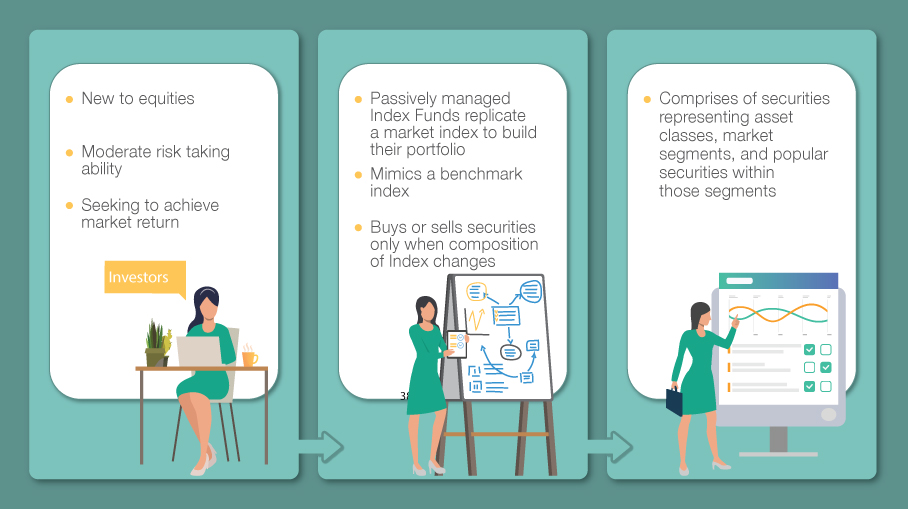 New to equities
Moderate risk taking
ability
Seeking to achieve
market return
Investors
Passively managed
Index Funds replicate
a market index to build
their portfolio
Mimics a benchmark
index
Buys or sells securities
only when composition
of Index changes
Comprises of securities
representing asset
classes, market
segments, and popular
securities within
those segments